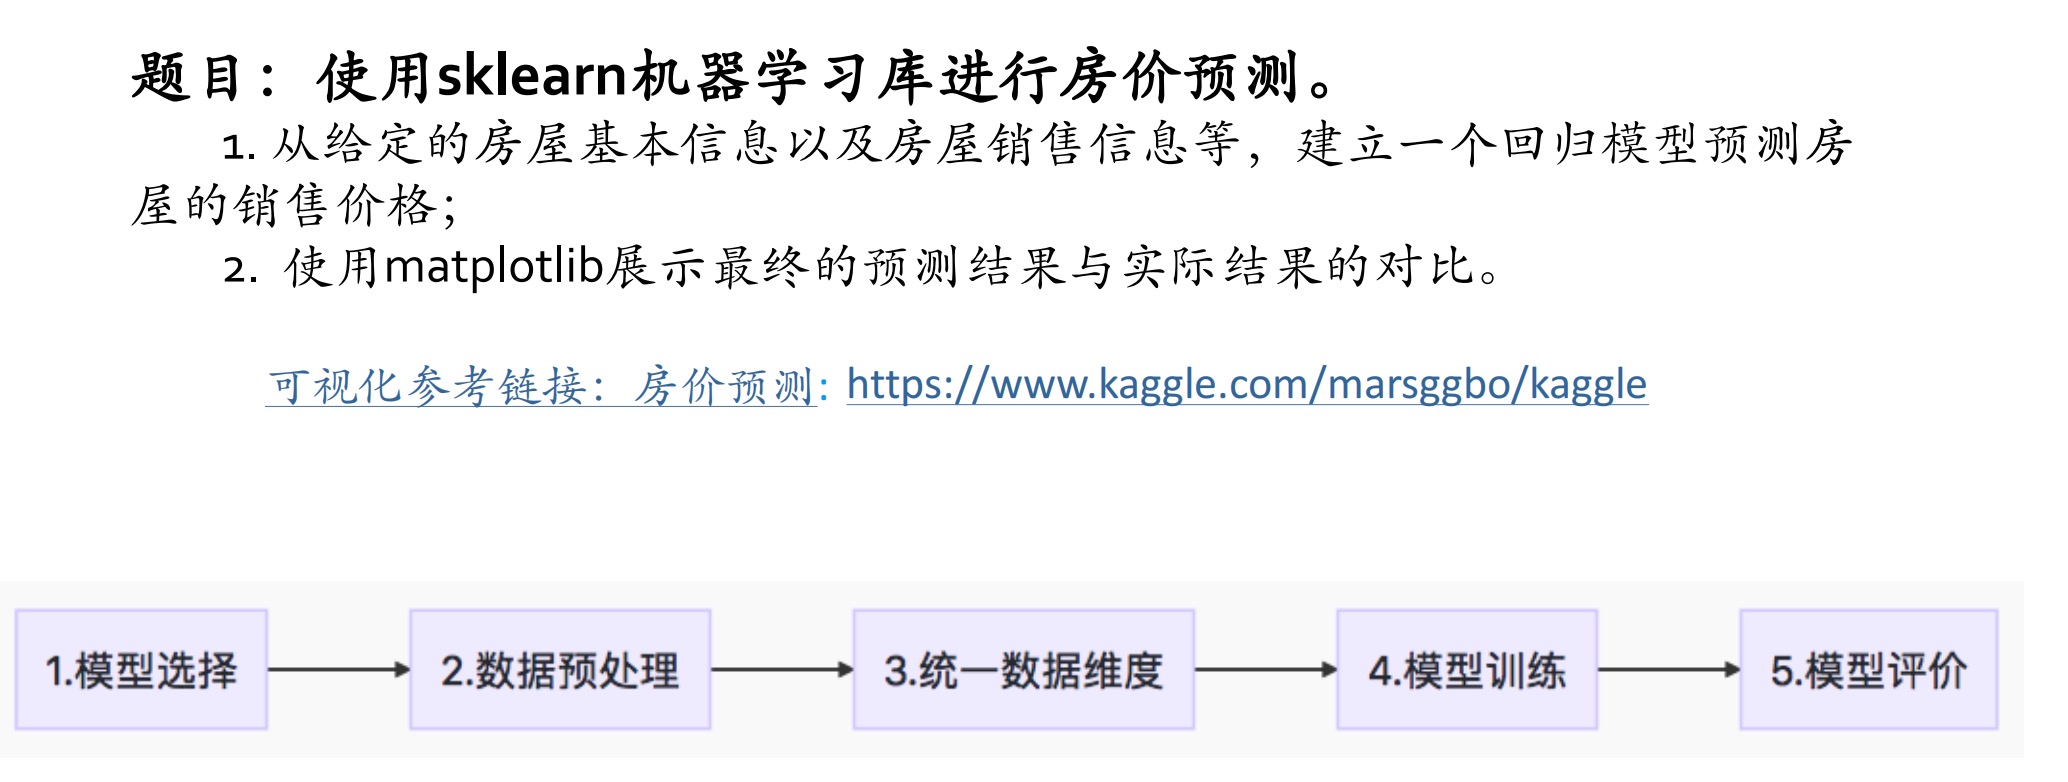 题目：使用sklearn机器学习库进行房价预测。
1. 从给定的房屋基本信息以及房屋销售信息等，建立一个回归模型预测房
屋的销售价格；
2. 使用matplotlib展示最终的预测结果与实际结果的对比。
可视化参考链接：房价预测: https://www.kaggle.com/marsggbo/kaggle
1.模型选择
2.数据预处理
3.统一数据维度
4.模型训练
5.模型评价